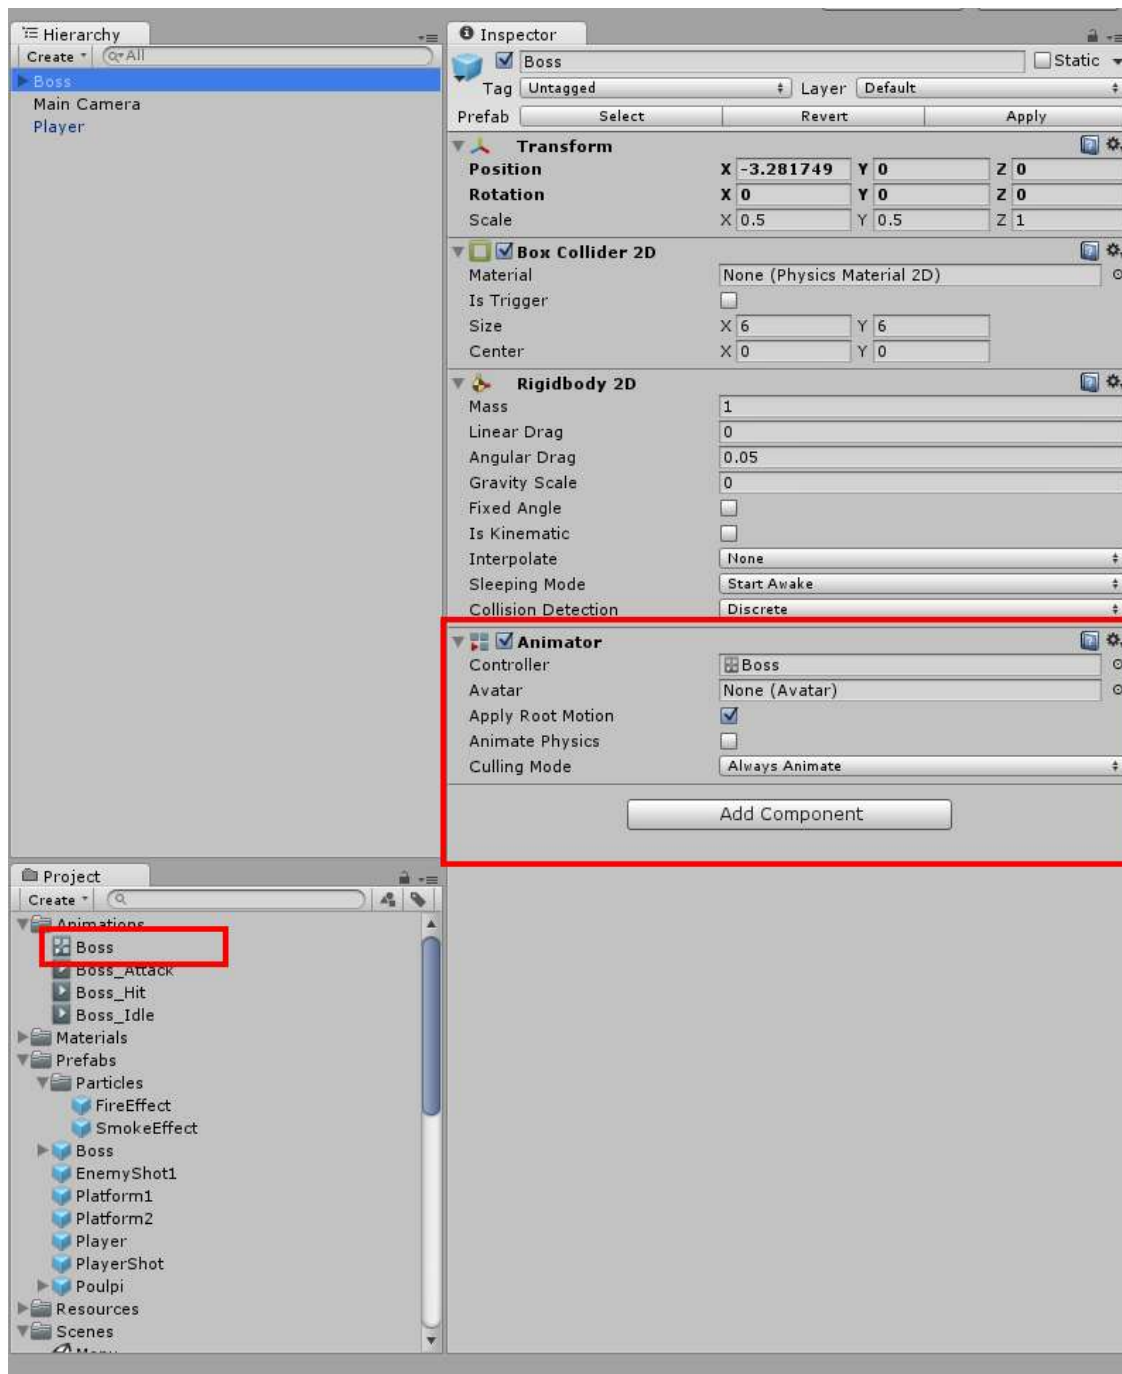 Hierarchy
Create All
Boss
Main Camera
Player
Inspector
Boss Static
Tag Untagged Layer Default
Prefab Select Revert Apply
Transform
Position X -3.281749 Y 0 Z 0
Rotation X 0 Y 0 Z 0
Scale X 0.5 Y 0.5 Z 1
Box Collider 2D
Material None (Physics Material 2D)
Is Trigger
Size X 6 Y 6
Center X 0 Y 0
Rigidbody 2D
Mass 1
Linear Drag 0
Angular Drag 0.05
Gravity Scale 0
Fixed Angle
Is Kinematic
Interpolate None
Sleeping Mode Start Awake
Collision Detection Discrete
Animator
Controller Boss
Avatar None (Avatar)
Apply Root Motion
Animate Physics
Culling Mode Always Animate
Add Component
Project
Create
Animations
Boss
Boss_Attack
Boss_Hit
Boss_Idle
Materials
Prefabs
Particles
FireEffect
SmokeEffect
Boss
EnemyShot1
Platform1
Platform2
Player
PlayerShot
Poulpi
Resources
Scenes